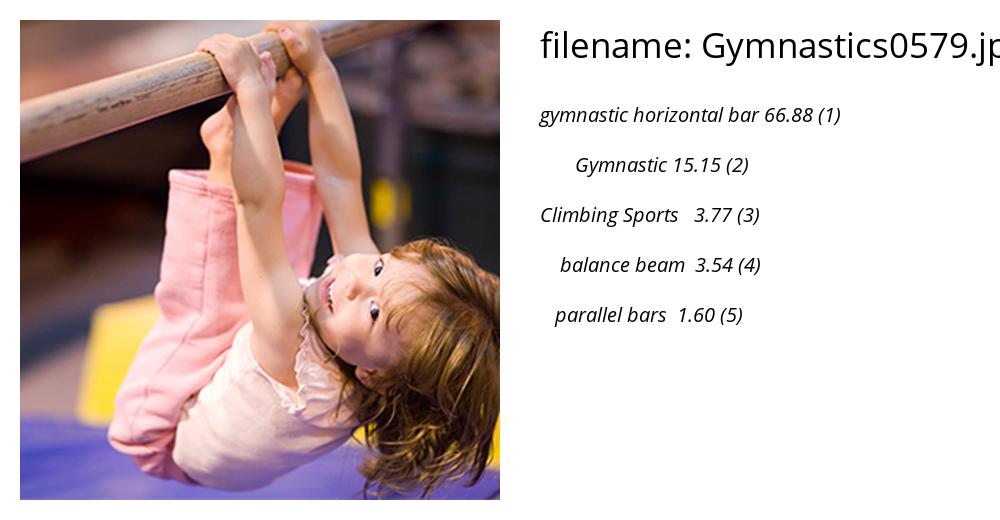 filename: Gymnastics0579.jp
gymnastic horizontal bar 66.88 (1)
Gymnastic 15.15 (2)
Climbing Sports 3.77 (3)
balance beam 3.54 (4)
parallel bars 1.60 (5)